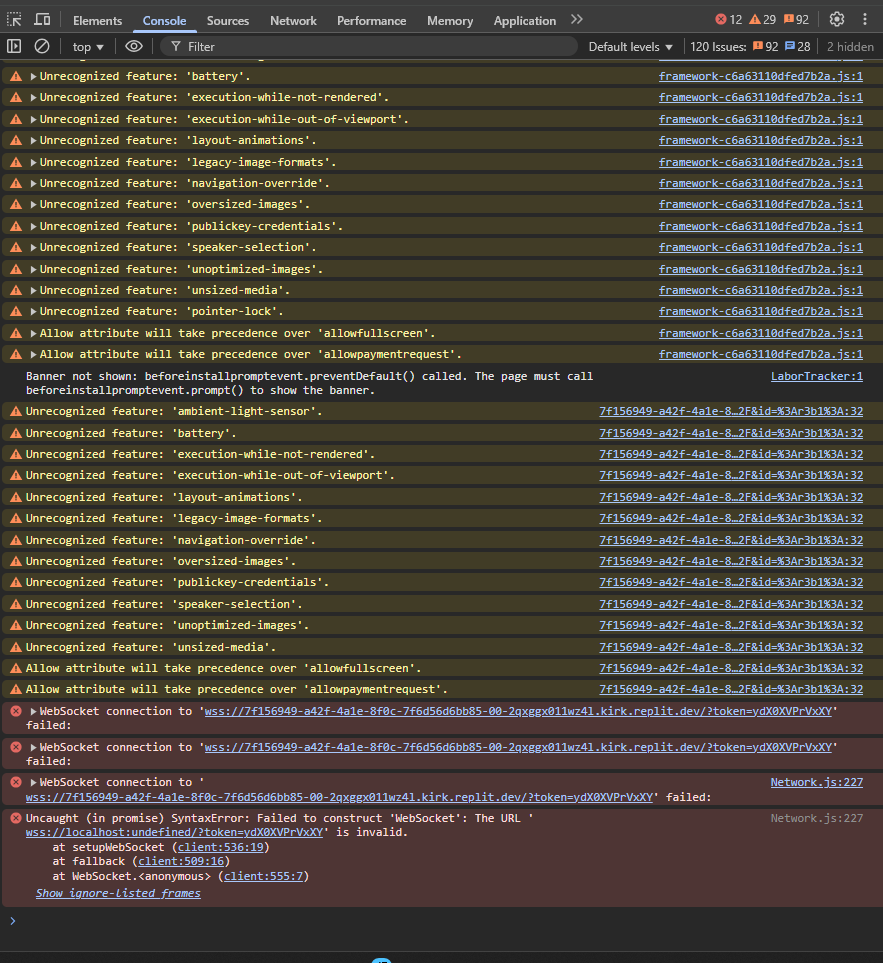 Elements Console Sources Network Performance Memory Application 12 29 92
top Filter Default levels 120 Issues: 92 28 2 hidden
Unrecognized feature: 'battery'. framework-c6a63110dfed7b2a.js:1
Unrecognized feature: 'execution-while-not-rendered'. framework-c6a63110dfed7b2a.js:1
Unrecognized feature: 'execution-while-out-of-viewport'. framework-c6a63110dfed7b2a.js:1
Unrecognized feature: 'layout-animations'. framework-c6a63110dfed7b2a.js:1
Unrecognized feature: 'legacy-image-formats'. framework-c6a63110dfed7b2a.js:1
Unrecognized feature: 'navigation-override'. framework-c6a63110dfed7b2a.js:1
Unrecognized feature: 'oversized-images'. framework-c6a63110dfed7b2a.js:1
Unrecognized feature: 'publickey-credentials'. framework-c6a63110dfed7b2a.js:1
Unrecognized feature: 'speaker-selection'. framework-c6a63110dfed7b2a.js:1
Unrecognized feature: 'unoptimized-images'. framework-c6a63110dfed7b2a.js:1
Unrecognized feature: 'unsized-media'. framework-c6a63110dfed7b2a.js:1
Unrecognized feature: 'pointer-lock'. framework-c6a63110dfed7b2a.js:1
Allow attribute will take precedence over 'allowfullscreen'. framework-c6a63110dfed7b2a.js:1
Allow attribute will take precedence over 'allowpaymentrequest'. framework-c6a63110dfed7b2a.js:1
Banner not shown: beforeinstallpromptevent.preventDefault() called. The page must call LaborTracker:1
beforeinstallpromptevent.prompt() to show the banner.
Unrecognized feature: 'ambient-light-sensor'. 7f156949-a42f-4a1e-8…2F&id=%3Ar3b1%3A:32
Unrecognized feature: 'battery'. 7f156949-a42f-4a1e-8…2F&id=%3Ar3b1%3A:32
Unrecognized feature: 'execution-while-not-rendered'. 7f156949-a42f-4a1e-8…2F&id=%3Ar3b1%3A:32
Unrecognized feature: 'execution-while-out-of-viewport'. 7f156949-a42f-4a1e-8…2F&id=%3Ar3b1%3A:32
Unrecognized feature: 'layout-animations'. 7f156949-a42f-4a1e-8…2F&id=%3Ar3b1%3A:32
Unrecognized feature: 'legacy-image-formats'. 7f156949-a42f-4a1e-8…2F&id=%3Ar3b1%3A:32
Unrecognized feature: 'navigation-override'. 7f156949-a42f-4a1e-8…2F&id=%3Ar3b1%3A:32
Unrecognized feature: 'oversized-images'. 7f156949-a42f-4a1e-8…2F&id=%3Ar3b1%3A:32
Unrecognized feature: 'publickey-credentials'. 7f156949-a42f-4a1e-8…2F&id=%3Ar3b1%3A:32
Unrecognized feature: 'speaker-selection'. 7f156949-a42f-4a1e-8…2F&id=%3Ar3b1%3A:32
Unrecognized feature: 'unoptimized-images'. 7f156949-a42f-4a1e-8…2F&id=%3Ar3b1%3A:32
Unrecognized feature: 'unsized-media'. 7f156949-a42f-4a1e-8…2F&id=%3Ar3b1%3A:32
Allow attribute will take precedence over 'allowfullscreen'. 7f156949-a42f-4a1e-8…2F&id=%3Ar3b1%3A:32
Allow attribute will take precedence over 'allowpaymentrequest'. 7f156949-a42f-4a1e-8…2F&id=%3Ar3b1%3A:32
WebSocket connection to 'wss://7f156949-a42f-4a1e-8f0c-7f6d56d6bb85-00-2qxggx011wz4l.kirk.replit.dev/?token=ydX0XVPrVxXY'
failed:
WebSocket connection to 'wss://7f156949-a42f-4a1e-8f0c-7f6d56d6bb85-00-2qxggx011wz4l.kirk.replit.dev/?token=ydX0XVPrVxXY'
failed:
WebSocket connection to ' Network.js:227
wss://7f156949-a42f-4a1e-8f0c-7f6d56d6bb85-00-2qxggx011wz4l.kirk.replit.dev/?token=ydX0XVPrVxXY' failed:
Uncaught (in promise) SyntaxError: Failed to construct 'WebSocket': The URL ' Network.js:227
wss://localhost:undefined/?token=ydX0XVPrVxXY' is invalid.
at setupWebSocket (client:536:19)
at fallback (client:509:16)
at WebSocket.<anonymous> (client:555:7)
Show ignore-listed frames